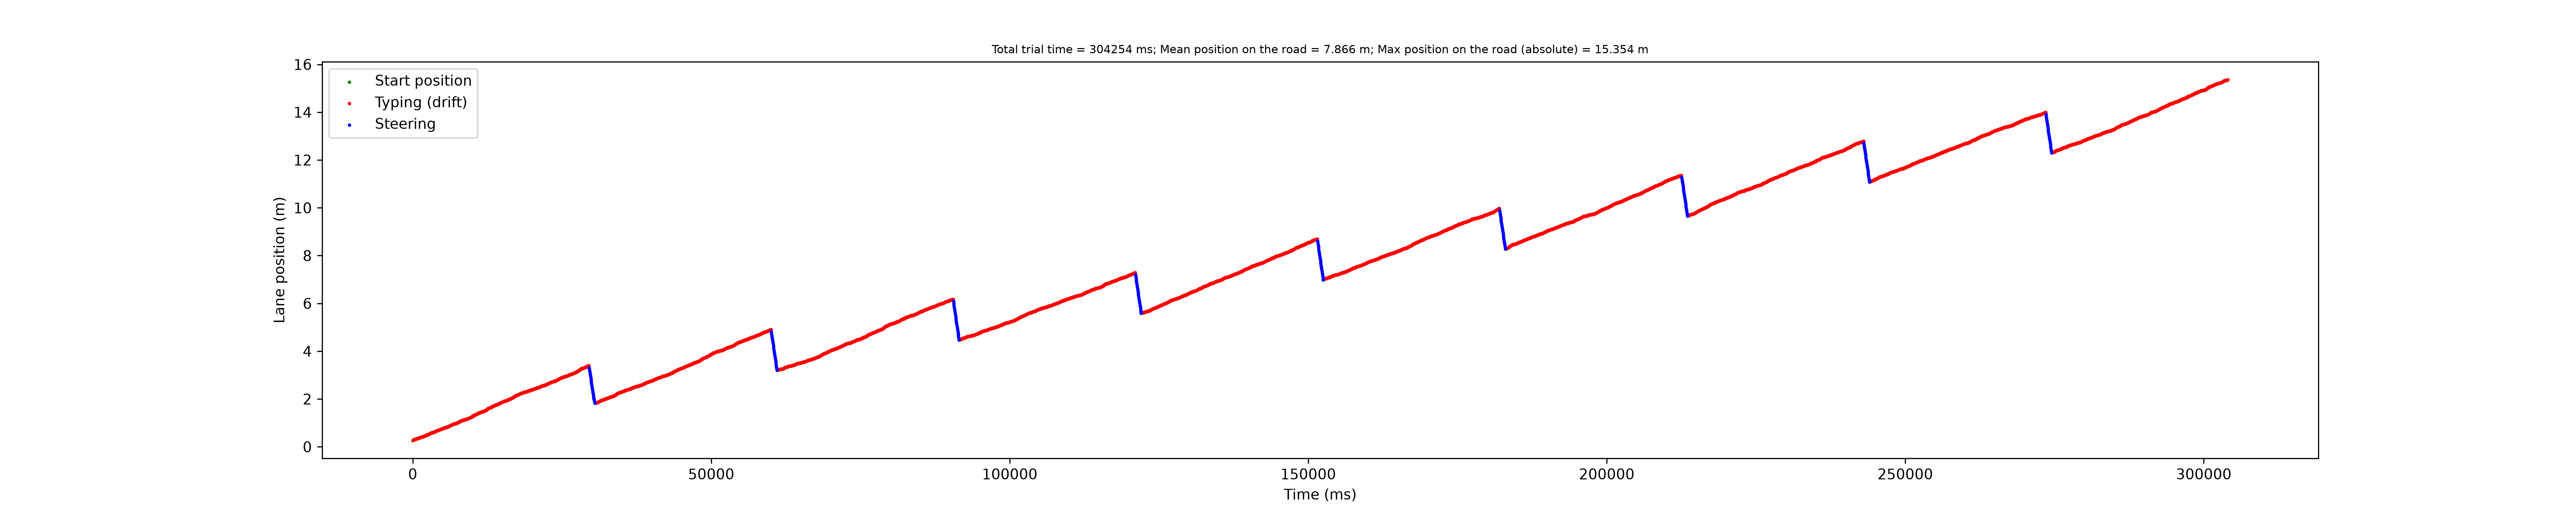 Total trial time = 304254 ms; Mean position on the road = 7.866 m; Max position on the road (absolute) = 15.354 m
Start position
Typing (drift)
Steering
Lane position (m)
16
14
12
10
8
6
4
2
0
0 50000 100000 150000 200000 250000 300000
Time (ms)